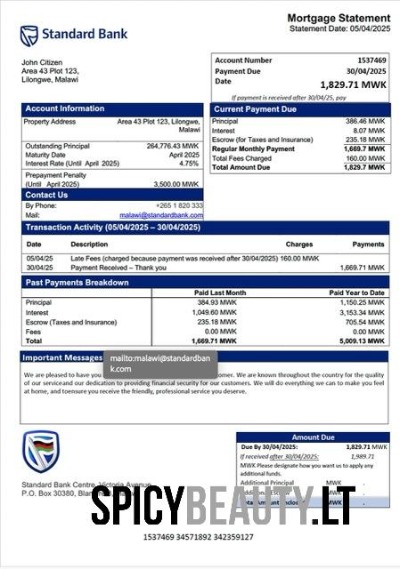 Mortgage Statement
Statement Date: 05/04/2025
Standard Bank
John Citizen
Area 43 Plot 123,
Lilongwe, Malawi
Account Number 1537469
Payment Due 30/04/2025
Date
1,829.71 MWK
If payment is received after 30/04/25, pay
Account Information
Property Address Area 43 Plot 123, Lilongwe,
Malawi
Outstanding Principal 264,776.43 MWK
Maturity Date April 2025
Interest Rate (Until April 2025) 4.75%
Prepayment Penalty
(Until April 2025) 3,500.00 MWK
Contact Us
By Phone: +265 1 820 333
Mail: malawi@standardbank.com
Current Payment Due
Principal 386.46 MWK
Interest 8.07 MWK
Escrow (for Taxes and Insurance) 235.18 MWK
Regular Monthly Payment 1,669.7 MWK
Total Fees Charged 160.00 MWK
Total Amount Due 1,829.7 MWK
Transaction Activity (05/04/2025 – 30/04/2025)
Date Description Charges Payments
05/04/25 Late Fees (charged because payment was received after 30/04/2025) 160.00 MWK
30/04/25 Payment Received – Thank you 1,669.71 MWK
Past Payments Breakdown
Paid Last Month Paid Year to Date
Principal 384.93 MWK 1,150.25 MWK
Interest 1,049.60 MWK 3,153.34 MWK
Escrow (Taxes and Insurance) 235.18 MWK 705.54 MWK
Fees 0.00 MWK 0.00 MWK
Total 1,669.71 MWK 5,009.13 MWK
Important Messages
mailto:malawi@standardban
k.com
We are pleased to have you customer. We are known throughout the country for the quality
of our serviceand our dedication to providing financial security for our customers. We will do everything we can to make you feel
at home, and toensure you receive the friendly, professional service you deserve.
Amount Due
Due By 30/04/2025: 1,829.71 MWK
If received after 30/04/2025: 1,989.71
MWK Please designate how you want to apply any
additional funds.
Additional Principal MWK
Standard Bank Centre, Victoria Avenue
P.O. Box 30380,
SPICYBEAUTY.LT
1537469 34571892 342359127